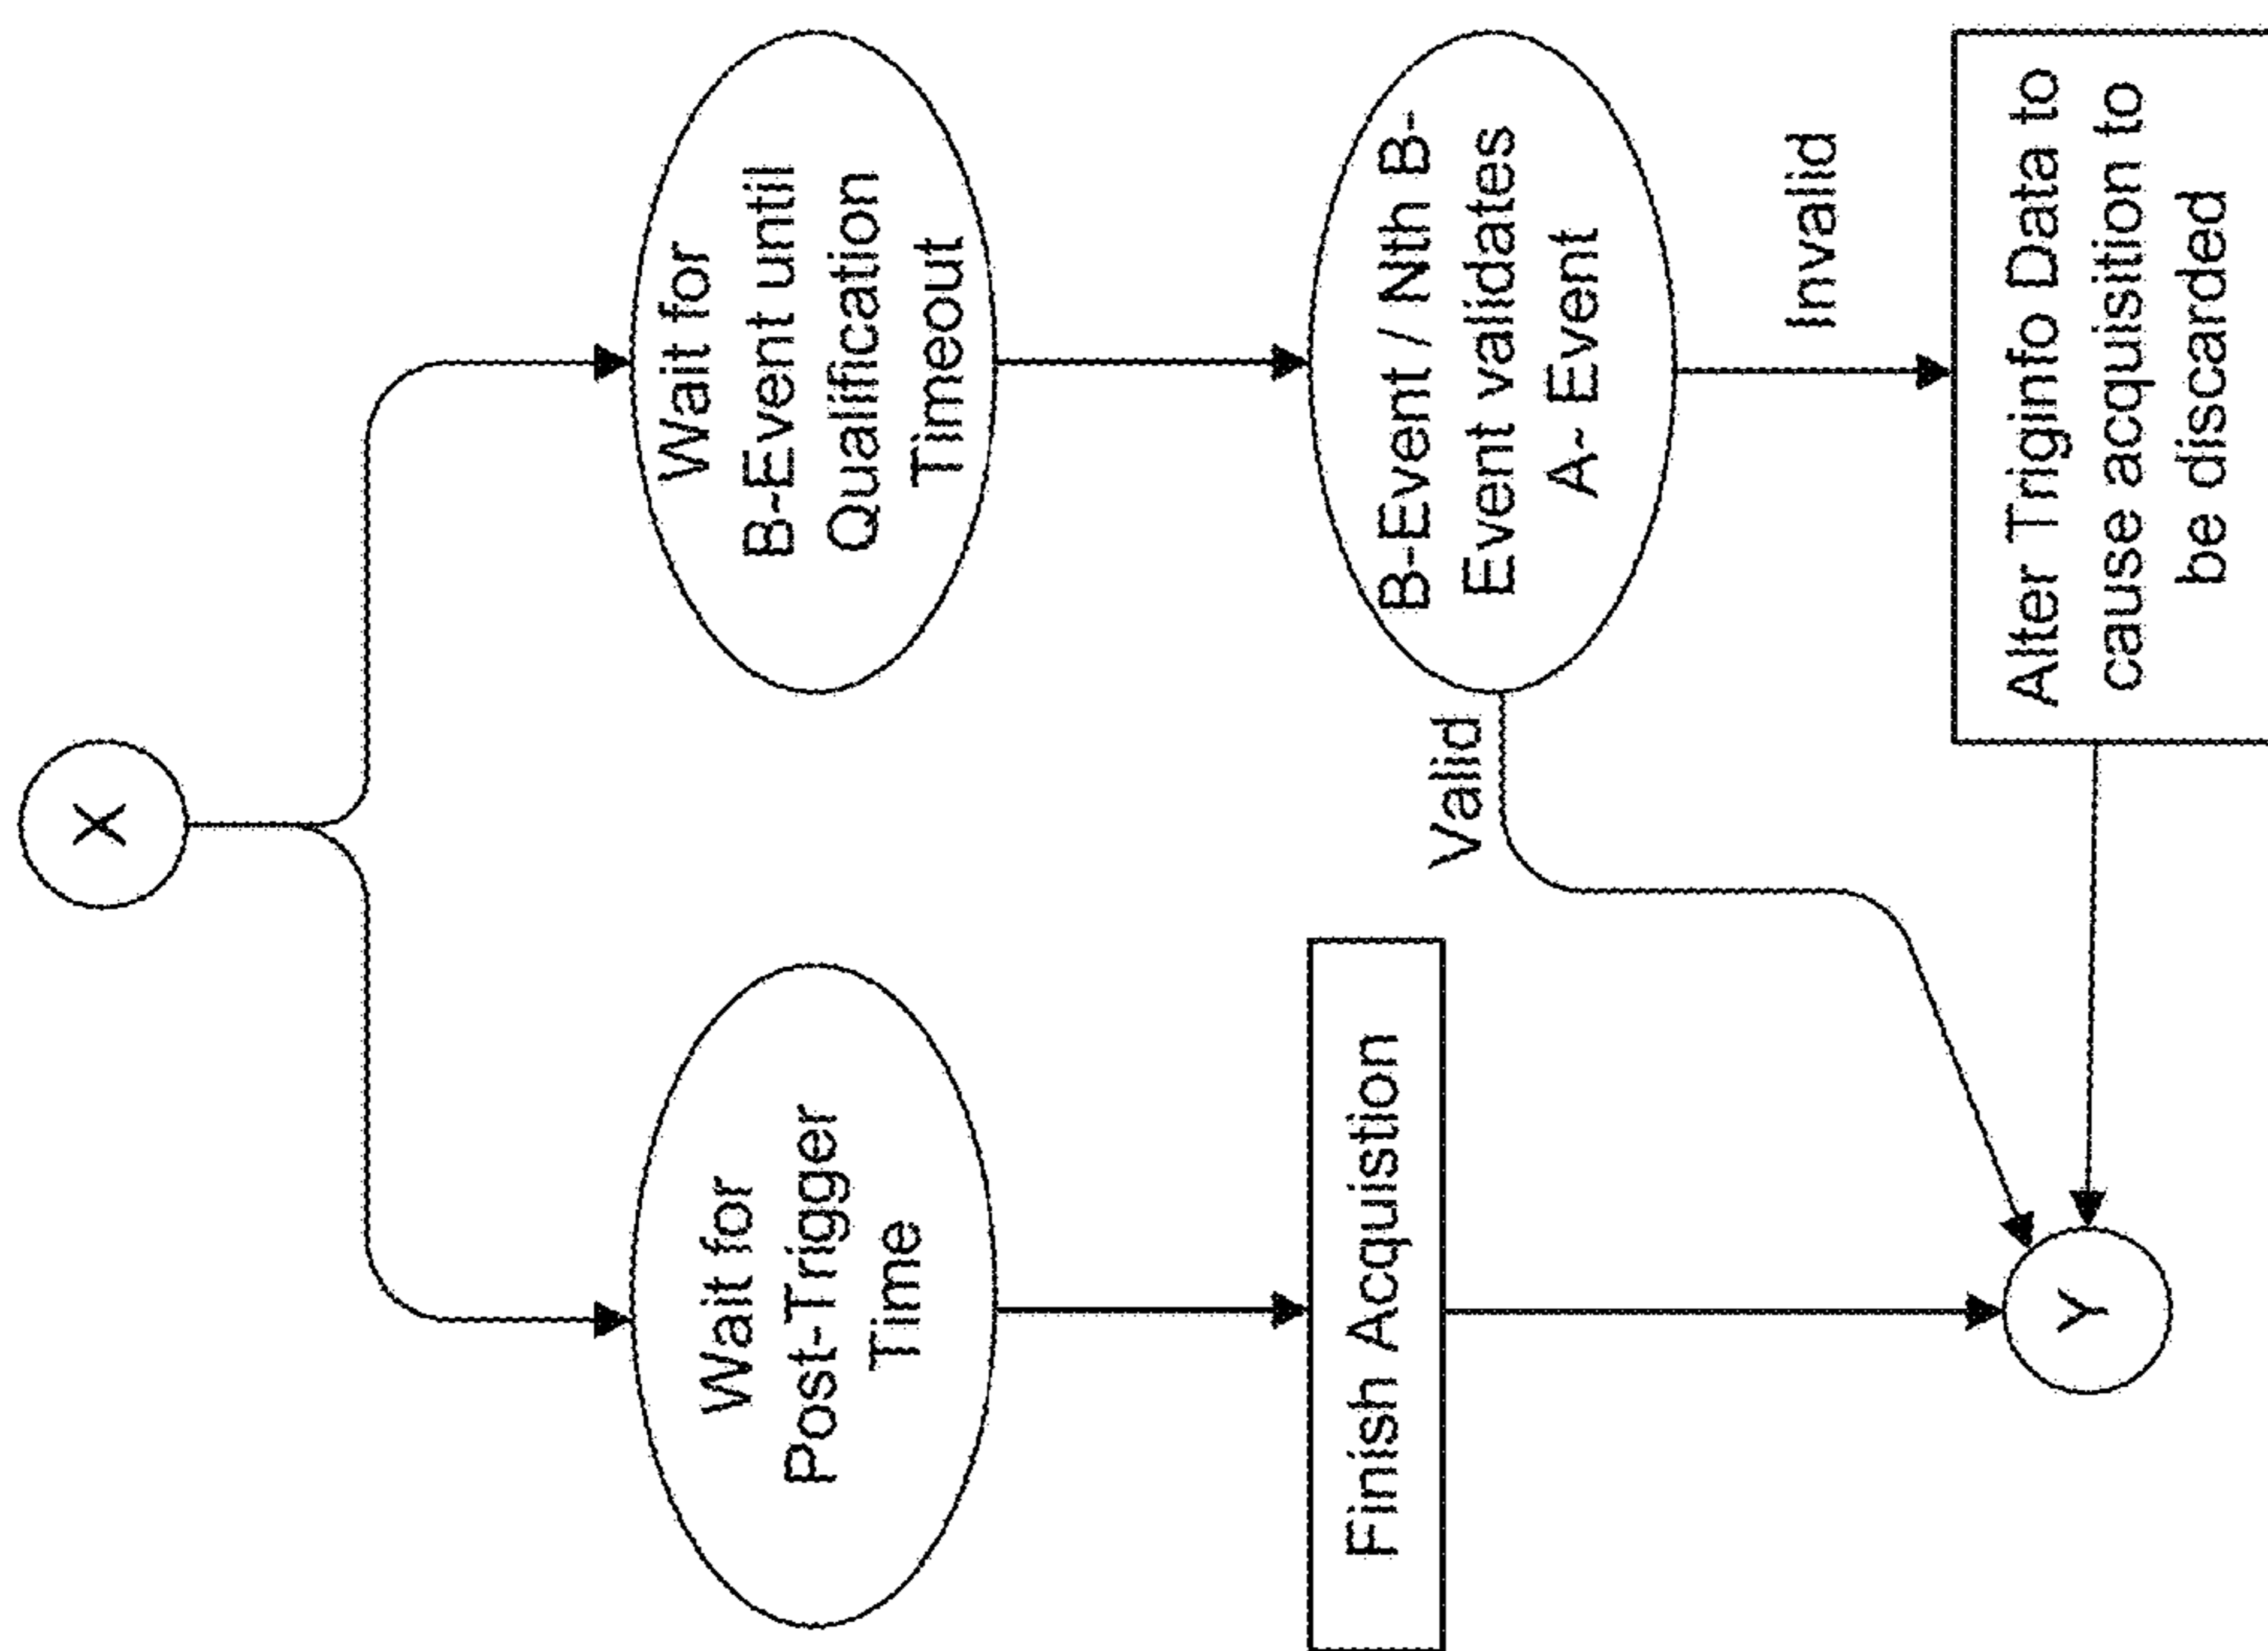 X
Wait for
Post-Trigger
Time
Finish Acquistion
Wait for
B-Event until
Qualification
Timeout
B-Event / Nth B-
Event validates
A- Event
Valid
Invalid
Alter Triginfo Data to
cause acquisition to
be discarded
Y